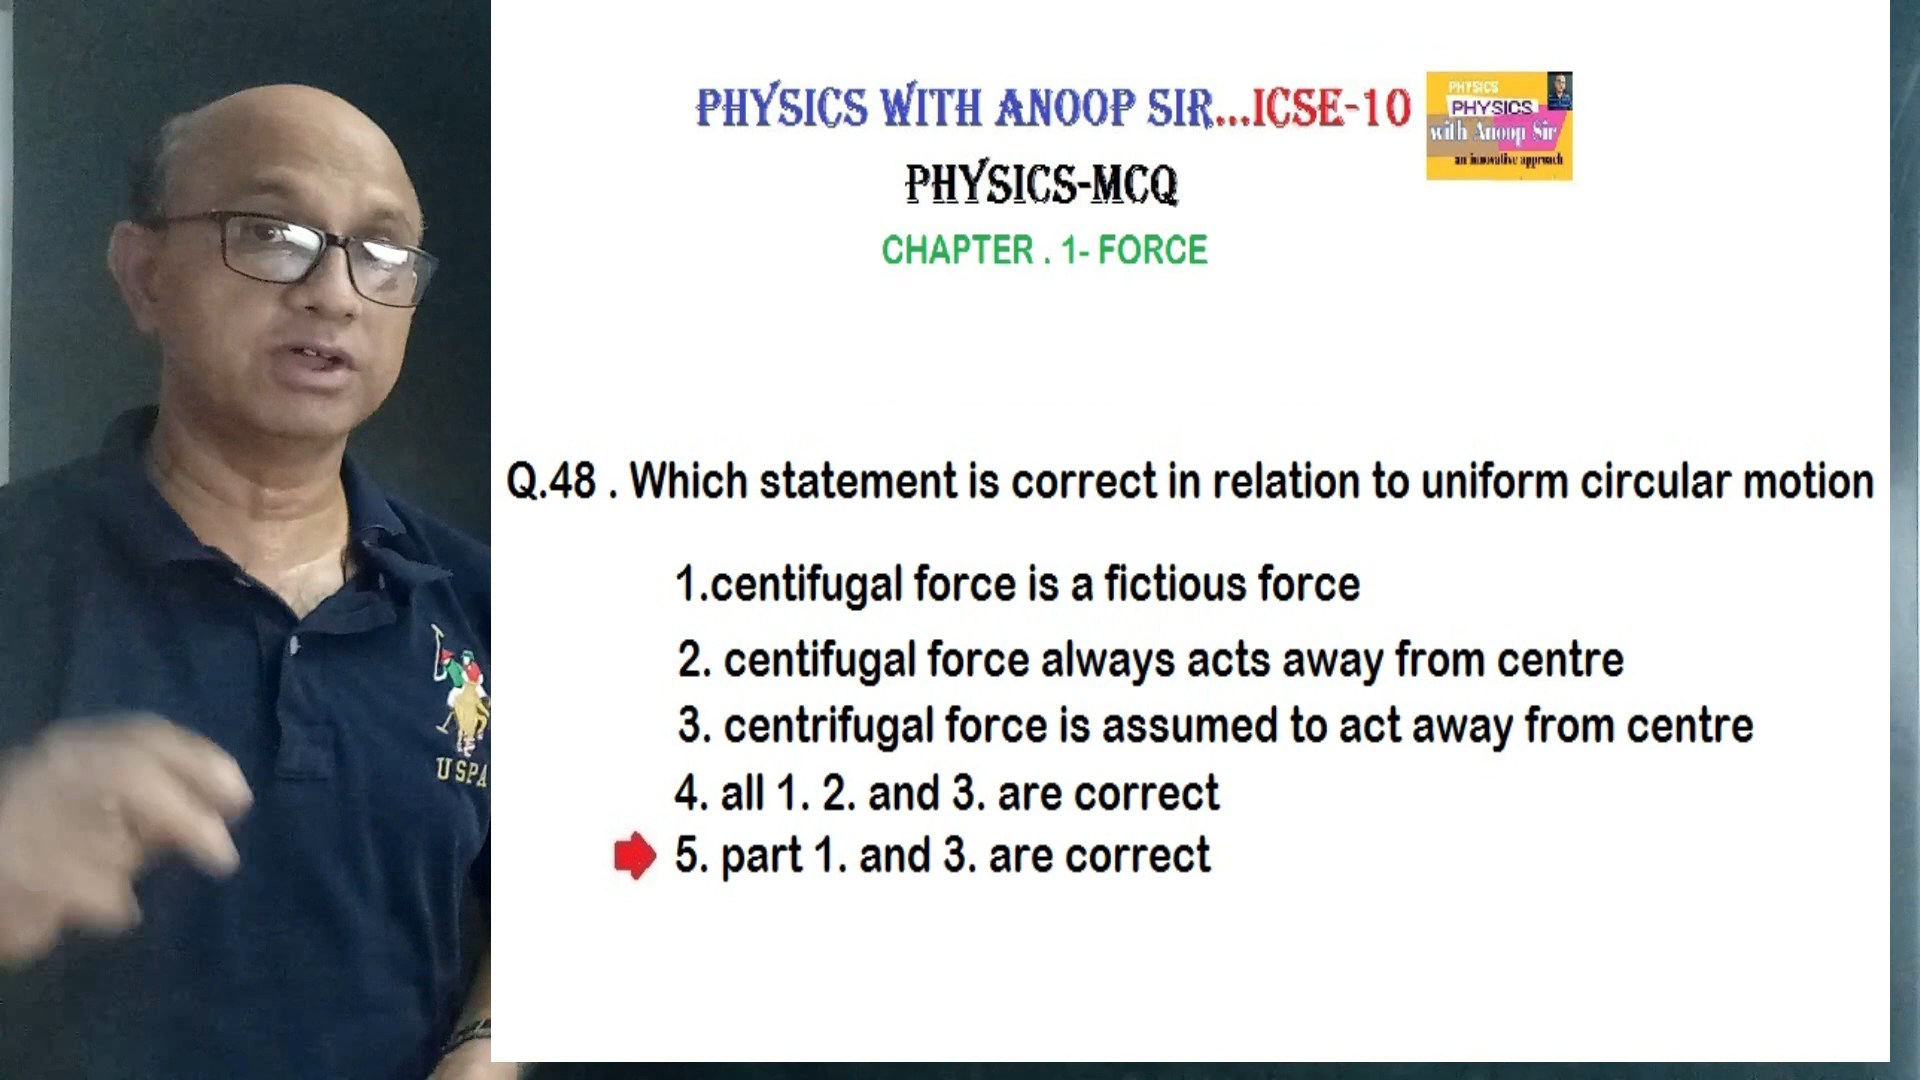 PHYSICS WITH ANOOP SIR...ICSE-10
PHYSICS
PHYSICS
with Anoop Sir
an innovative approach
PHYSICS-MCQ
CHAPTER . 1- FORCE
Q.48 . Which statement is correct in relation to uniform circular motion
1.centifugal force is a fictious force
2. centifugal force always acts away from centre
3. centrifugal force is assumed to act away from centre
4. all 1. 2. and 3. are correct
5. part 1. and 3. are correct
USPA